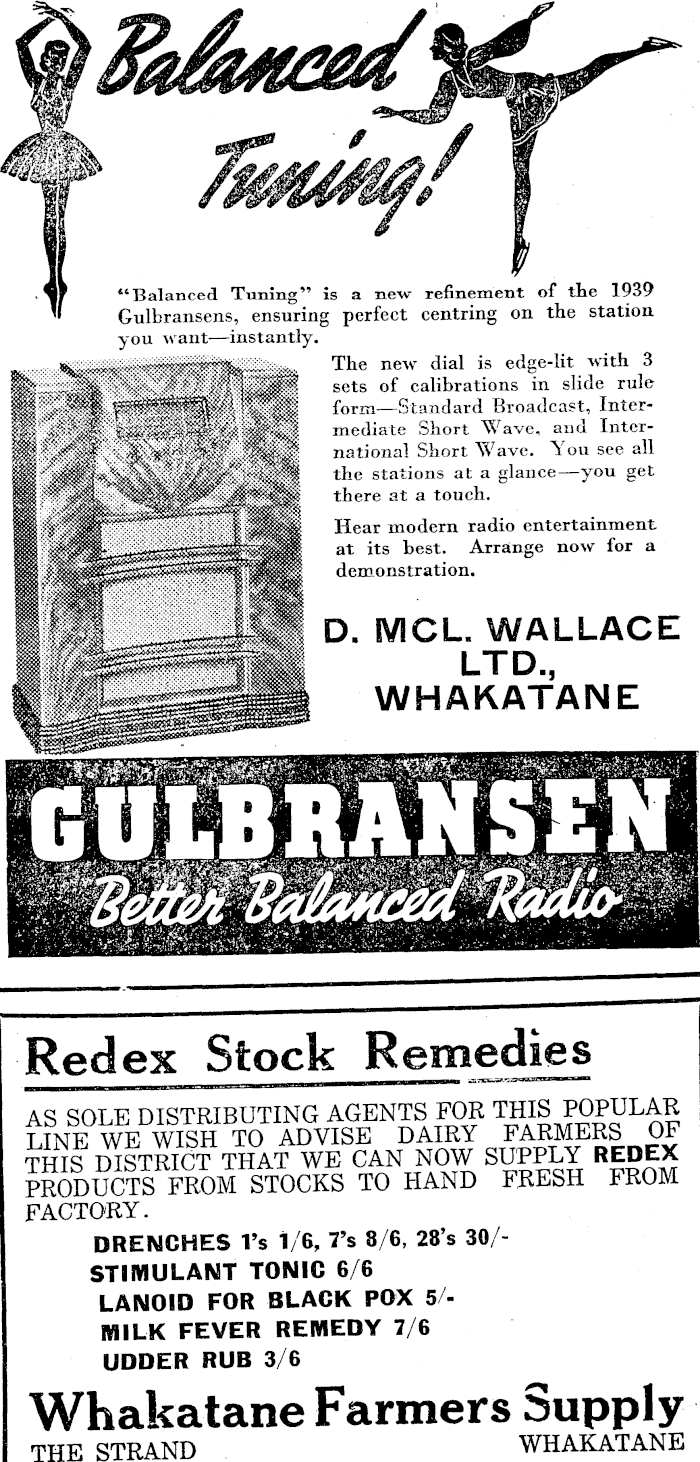 Balanced
Tuning!
"Balanced Tuning" is a new refinement of the 1939
Gulbransens, ensuring perfect centring on the station
you want—instantly.
The new dial is edge-lit with 3
sets of calibrations in slide rule
form—Standard Broadcast, Inter-
mediate Short Wave, and Inter-
national Short Wave. You see all
the stations at a glance—you get
there at a touch.
Hear modern radio entertainment
at its best. Arrange now for a
demonstration.
D. MCL. WALLACE
LTD.,
WHAKATANE
GULBRANSEN
Better Balanced Radio
Redex Stock Remedies
AS SOLE DISTRIBUTING AGENTS FOR THIS POPULAR
LINE WE WISH TO ADVISE DAIRY FARMERS OF
THIS DISTRICT THAT WE CAN NOW SUPPLY REDEX
PRODUCTS FROM STOCKS TO HAND FRESH FROM
FACTORY.
DRENCHES 1's 1/6, 7's 8/6, 28's 30/-
STIMULANT TONIC 6/6
LANOID FOR BLACK POX 5/-
MILK FEVER REMEDY 7/6
UDDER RUB 3/6
Whakatane Farmers Supply
THE STRAND WHAKATANE